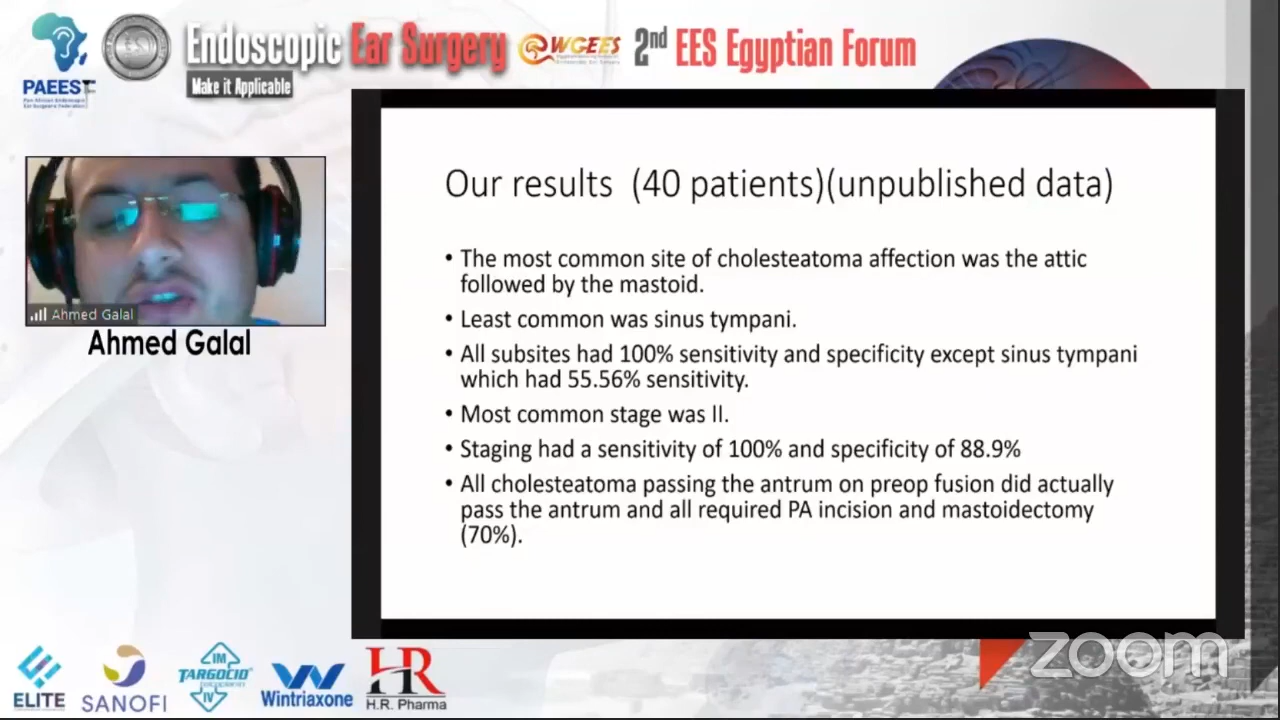 PAEEST
Endoscopic Ear Surgery
Make it Applicable
WGEES
2nd EES Egyptian Forum
Our results (40 patients)(unpublished data)
• The most common site of cholesteatoma affection was the attic
followed by the mastoid.
• Least common was sinus tympani.
• All subsites had 100% sensitivity and specificity except sinus tympani
which had 55.56% sensitivity.
• Most common stage was II.
• Staging had a sensitivity of 100% and specificity of 88.9%
• All cholesteatoma passing the antrum on preop fusion did actually
pass the antrum and all required PA incision and mastoidectomy
(70%).
Ahmed Galal
Ahmed Galal
zoom
ELITE
SANOFI
IM
TARGOCID
IV
Wintriaxone
HR
H.R. Pharma